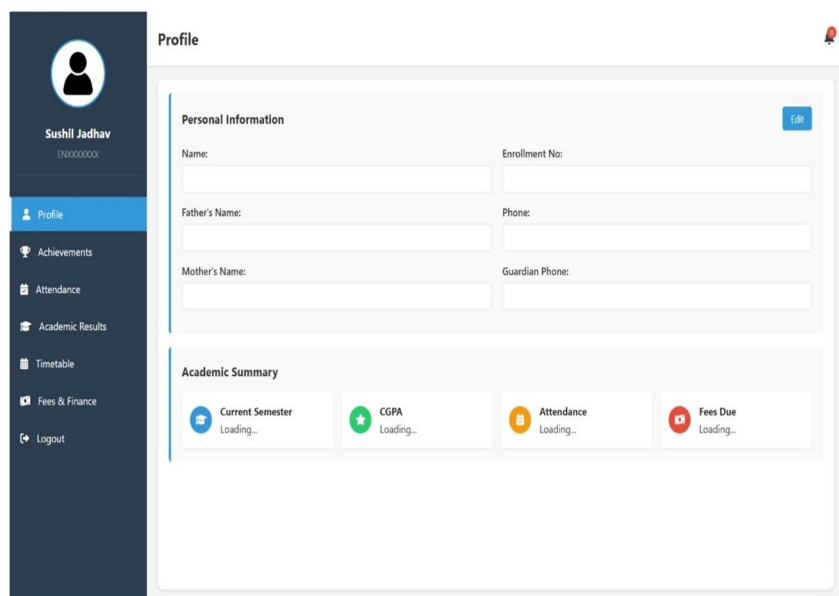 Sushil Jadhav
Profile
Achievements
Attendance
Academic Results
Timetable
Fees & Finance
Logout
Profile
Personal Information
Edit
Name:
Enrollment No:
Father's Name:
Phone:
Mother's Name:
Guardian Phone:
Academic Summary
Current Semester
Loading...
CGPA
Loading...
Attendance
Loading...
Fees Due
Loading...